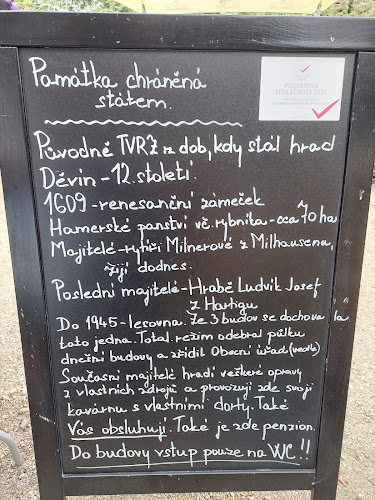 Památka chráněná
státem.
PROVĚŘENÁ
SPOLEČNOST 2021
Původně TVRZ z dob, kdy stál hrad
Děvín - 12. století.
1609 - renesanční zámeček
Hamerské panství vč. rybníka - cca 70 ha
Majitelé - rytíři Milnerové z Milhausenu,
žijí dodnes.
Poslední majitelé - Hrabě Ludvík Josef
z Hartigu
Do 1945 - lesovna. Ze 3 budov se dochovala
tato jedna. Total. režim odebral půlku
dnešní budovy a zřídil Obecní úřad (vedle)
Současní majitelé hradí veškeré opravy
z vlastních zdrojů a provozují zde svoji
kavárnu s vlastními dorty. Také
Vás obsluhují. Také je zde penzion.
Do budovy vstup pouze na WC!!